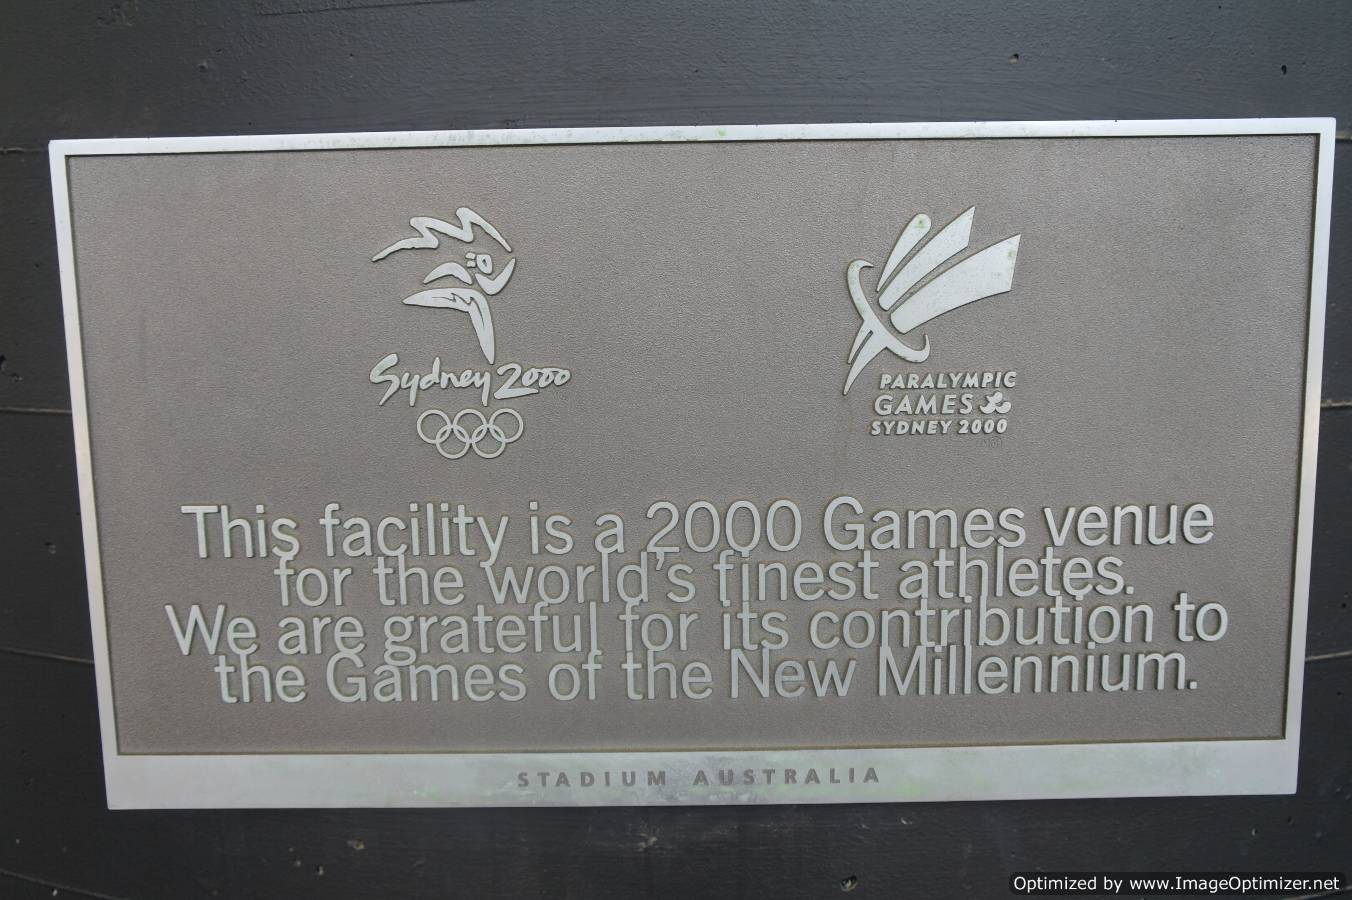 Sydney 2000
PARALYMPIC
GAMES
SYDNEY 2000
This facility is a 2000 Games venue
for the world's finest athletes.
We are grateful for its contribution to
the Games of the New Millennium.
STADIUM AUSTRALIA
Optimized by www.ImageOptimizer.net